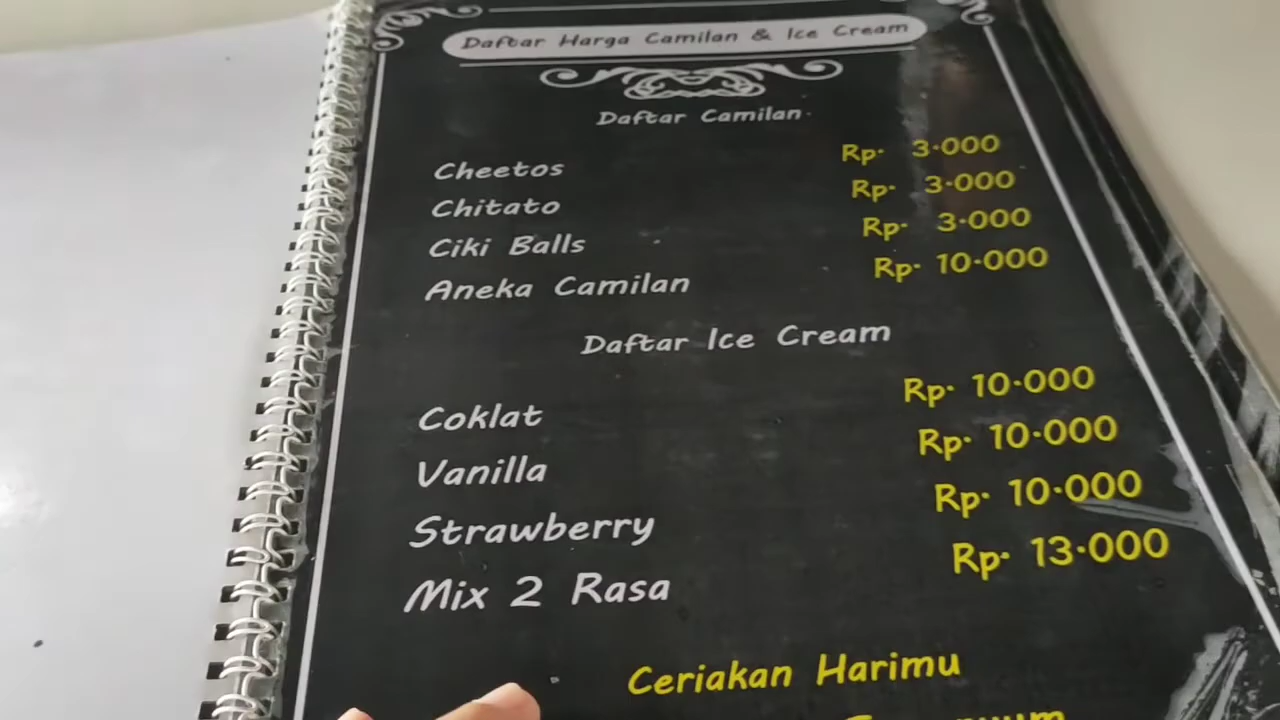 Daftar Harga Camilan & Ice Cream
Daftar Camilan
Cheetos Rp. 3.000
Chitato Rp. 3.000
Ciki Balls Rp. 3.000
Aneka Camilan Rp. 10.000
Daftar Ice Cream
Coklat Rp. 10.000
Vanilla Rp. 10.000
Strawberry Rp. 10.000
Mix 2 Rasa Rp. 13.000
Ceriakan Harimu